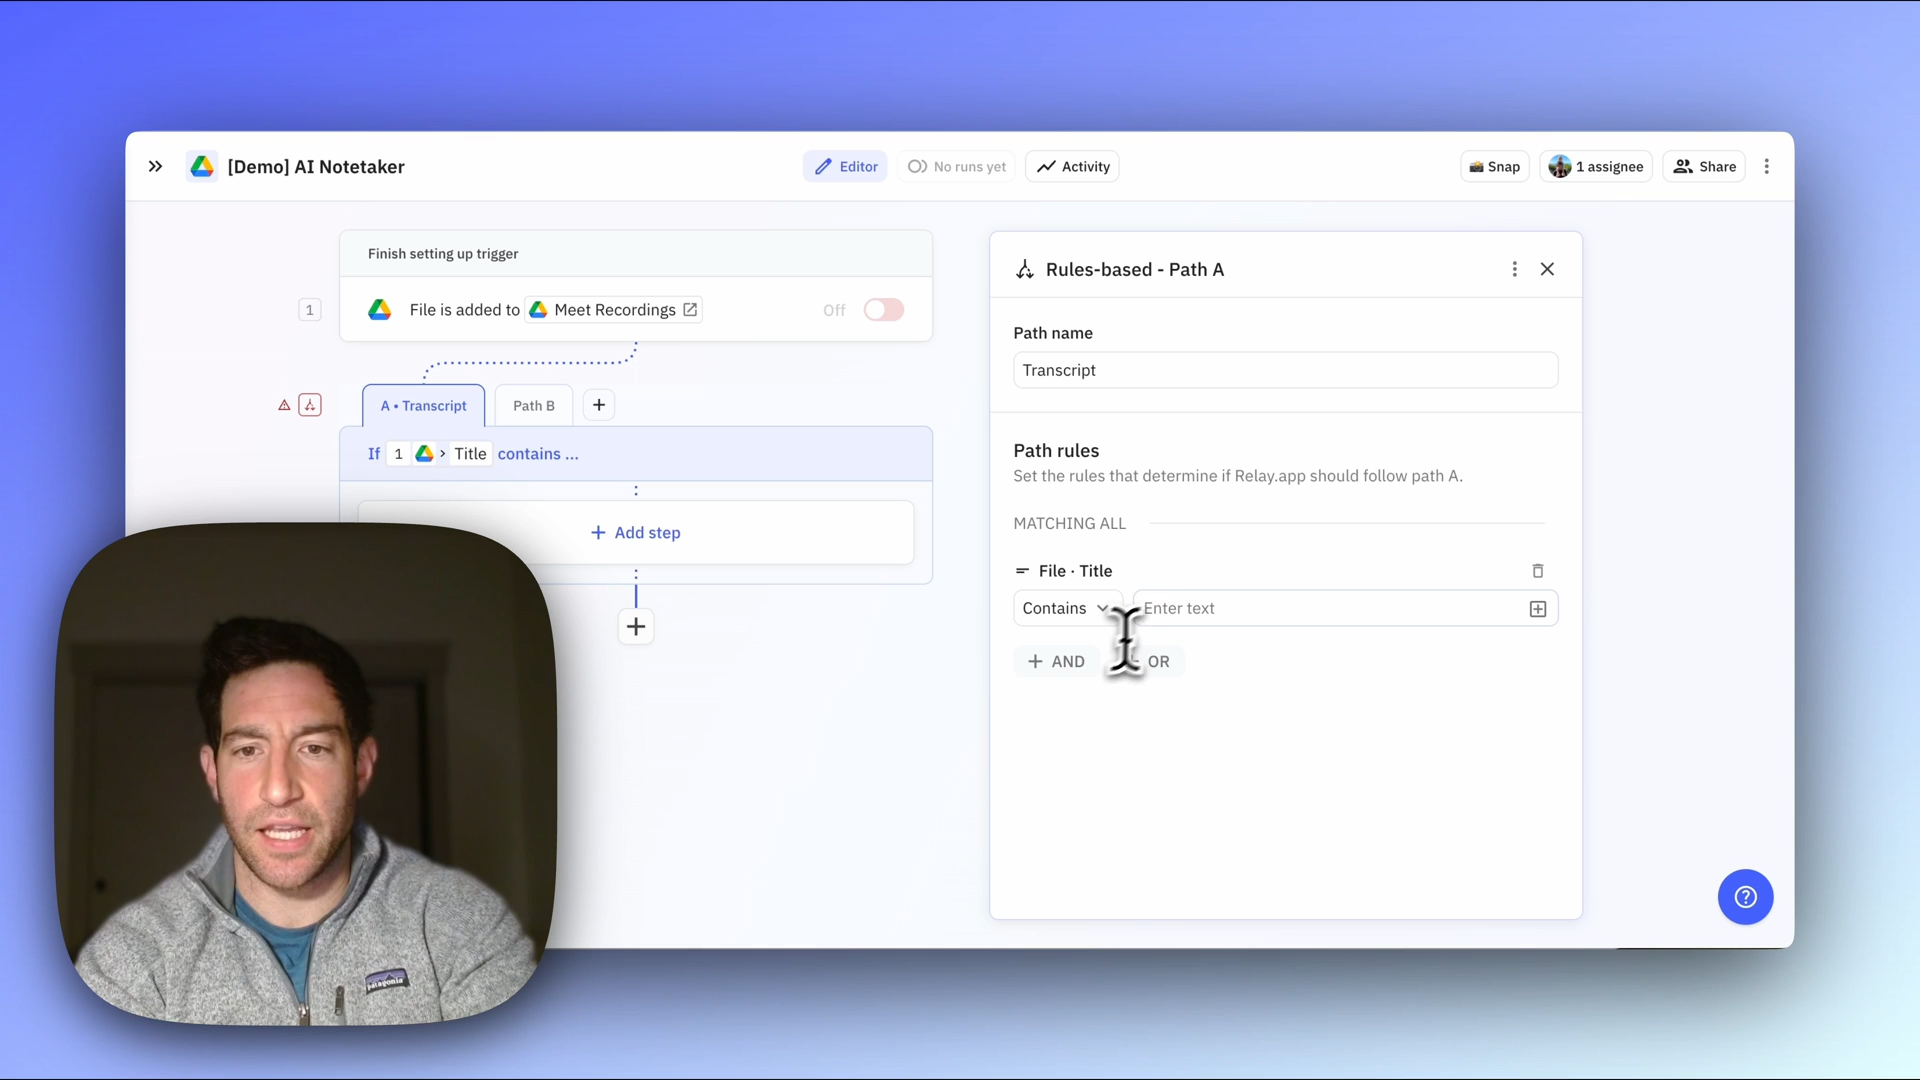 [Demo] AI Notetaker
Editor
No runs yet
Activity
Snap
1 assignee
Share
Finish setting up trigger
1
File is added to Meet Recordings
Off
A • Transcript
Path B
If 1 > Title contains ...
Add step
Rules-based - Path A
Path name
Transcript
Path rules
Set the rules that determine if Relay.app should follow path A.
MATCHING ALL
File · Title
Contains
Enter text
AND
OR
patagonia